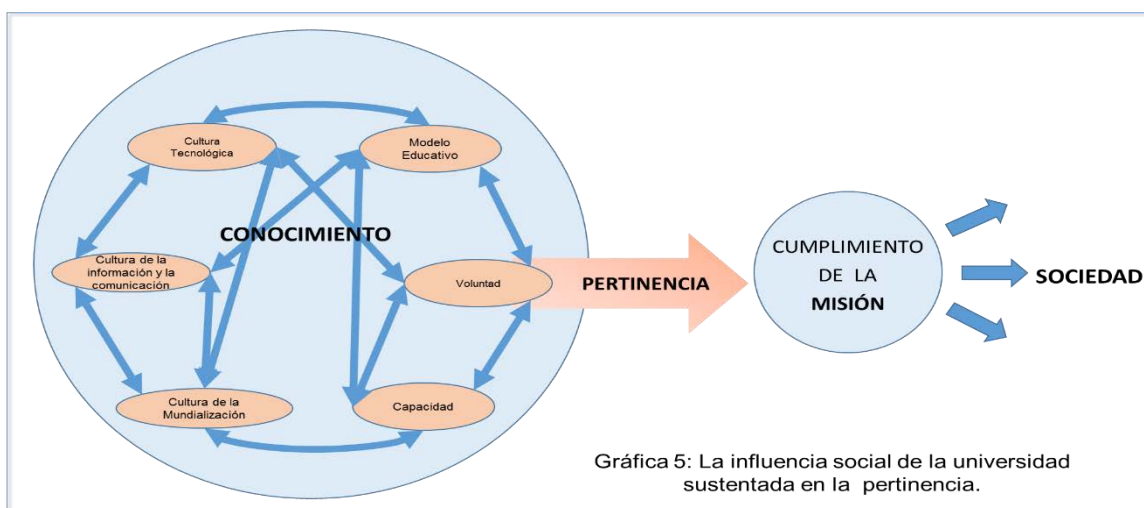 Cultura
Tecnológica
Modelo
Educativo
CONOCIMIENTO
Cultura de la
información y la
comunicación
Voluntad
Cultura de la
Mundialización
Capacidad
PERTINENCIA
CUMPLIMIENTO
DE LA
MISIÓN
SOCIEDAD
Gráfica 5: La influencia social de la universidad
sustentada en la pertinencia.